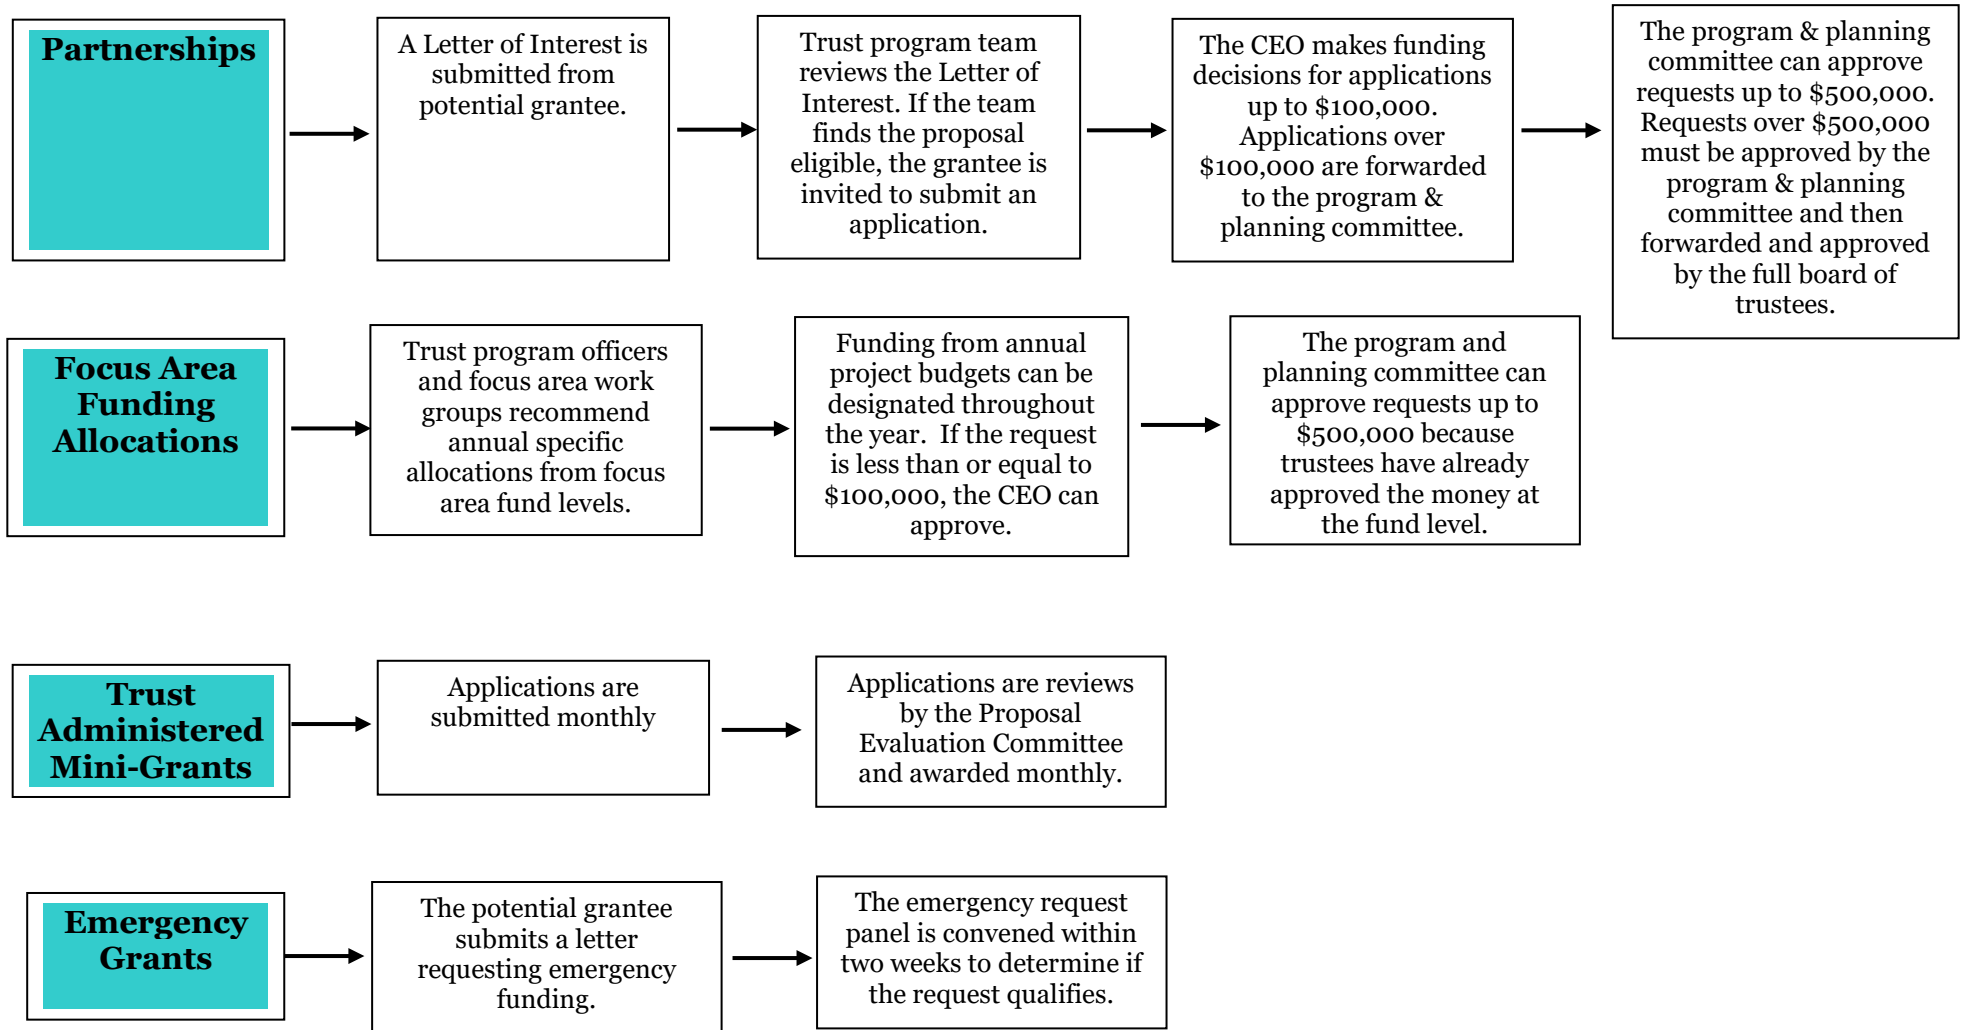 Partnerships
A Letter of Interest is
submitted from
potential grantee.
Trust program team
reviews the Letter of
Interest. If the team
finds the proposal
eligible, the grantee is
invited to submit an
application.
The CEO makes funding
decisions for applications
up to $100,000.
Applications over
$100,000 are forwarded
to the program &
planning committee.
The program & planning
committee can approve
requests up to $500,000.
Requests over $500,000
must be approved by the
program & planning
committee and then
forwarded and approved
by the full board of
trustees.
Focus Area
Funding
Allocations
Trust program officers
and focus area work
groups recommend
annual specific
allocations from focus
area fund levels.
Funding from annual
project budgets can be
designated throughout
the year.  If the request
is less than or equal to
$100,000, the CEO can
approve.
The program and
planning committee can
approve requests up to
$500,000 because
trustees have already
approved the money at
the fund level.
Trust
Administered
Mini-Grants
Applications are
submitted monthly
Applications are reviews
by the Proposal
Evaluation Committee
and awarded monthly.
Emergency
Grants
The potential grantee
submits a letter
requesting emergency
funding.
The emergency request
panel is convened within
two weeks to determine if
the request qualifies.